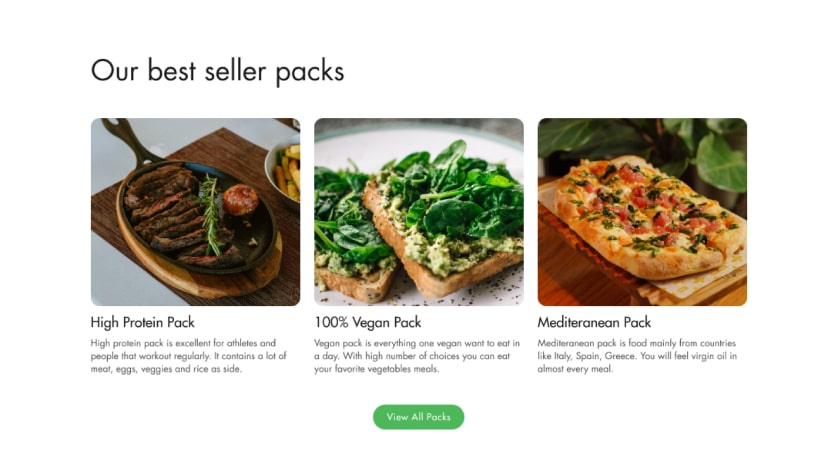 Our best seller packs
High Protein Pack
High protein pack is excellent for athletes and
people that workout regularly. It contains a lot of
meat, eggs, veggies and rice as side.
100% Vegan Pack
Vegan pack is everything one vegan want to eat in
a day. With high number of choices you can eat
your favorite vegetables meals.
Mediteranean Pack
Mediteranean pack is food mainly from countries
like Italy, Spain, Greece. You will feel virgin oil in
almost every meal.
View All Packs